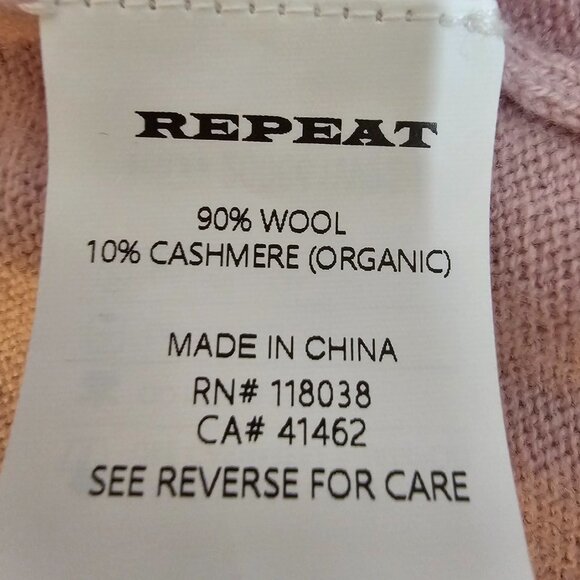 REPEAT
90% WOOL
10% CASHMERE (ORGANIC)
MADE IN CHINA
RN# 118038
CA# 41462
SEE REVERSE FOR CARE